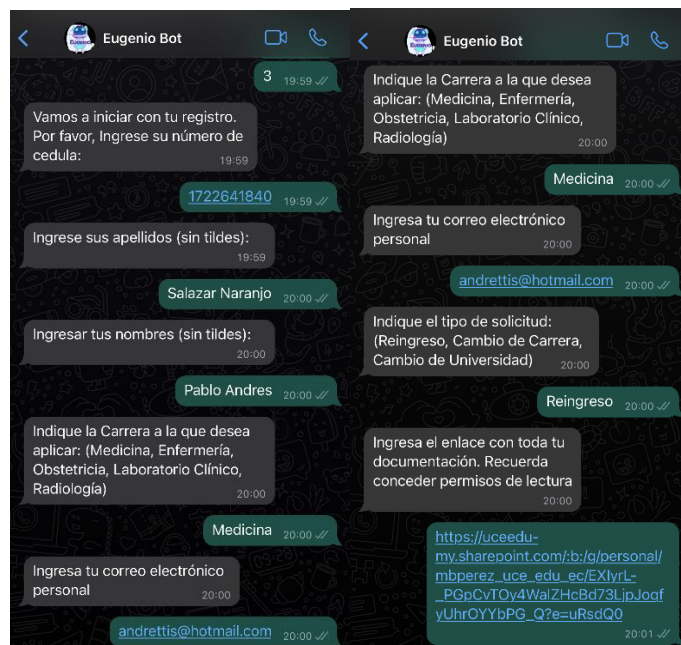 Eugenio Bot
3 19:59
Vamos a iniciar con tu registro.
Por favor, Ingrese su número de
cedula:
19:59
1722641840 19:59
Ingrese sus apellidos (sin tildes):
19:59
Salazar Naranjo 20:00
Ingresar tus nombres (sin tildes):
20:00
Pablo Andres 20:00
Indique la Carrera a la que desea
aplicar: (Medicina, Enfermería,
Obstetricia, Laboratorio Clínico,
Radiología)
20:00
Medicina 20:00
Ingresa tu correo electrónico
personal
20:00
andrettis@hotmail.com 20:00
Eugenio Bot
Indique la Carrera a la que desea
aplicar: (Medicina, Enfermería,
Obstetricia, Laboratorio Clínico,
Radiología)
20:00
Medicina 20:00
Ingresa tu correo electrónico
personal
20:00
andrettis@hotmail.com 20:00
Indique el tipo de solicitud:
(Reingreso, Cambio de Carrera,
Cambio de Universidad)
20:00
Reingreso 20:00
Ingresa el enlace con toda tu
documentación. Recuerda
conceder permisos de lectura
20:00
https://uceedu-
my.sharepoint.com/:b:/g/personal/
mbperez_uce_edu_ec/EXIyrL-
_PGpCvTOy4WalZHcBd73LjpJoqf
yUhrOYYbPG_Q?e=uRsdQ0
20:01